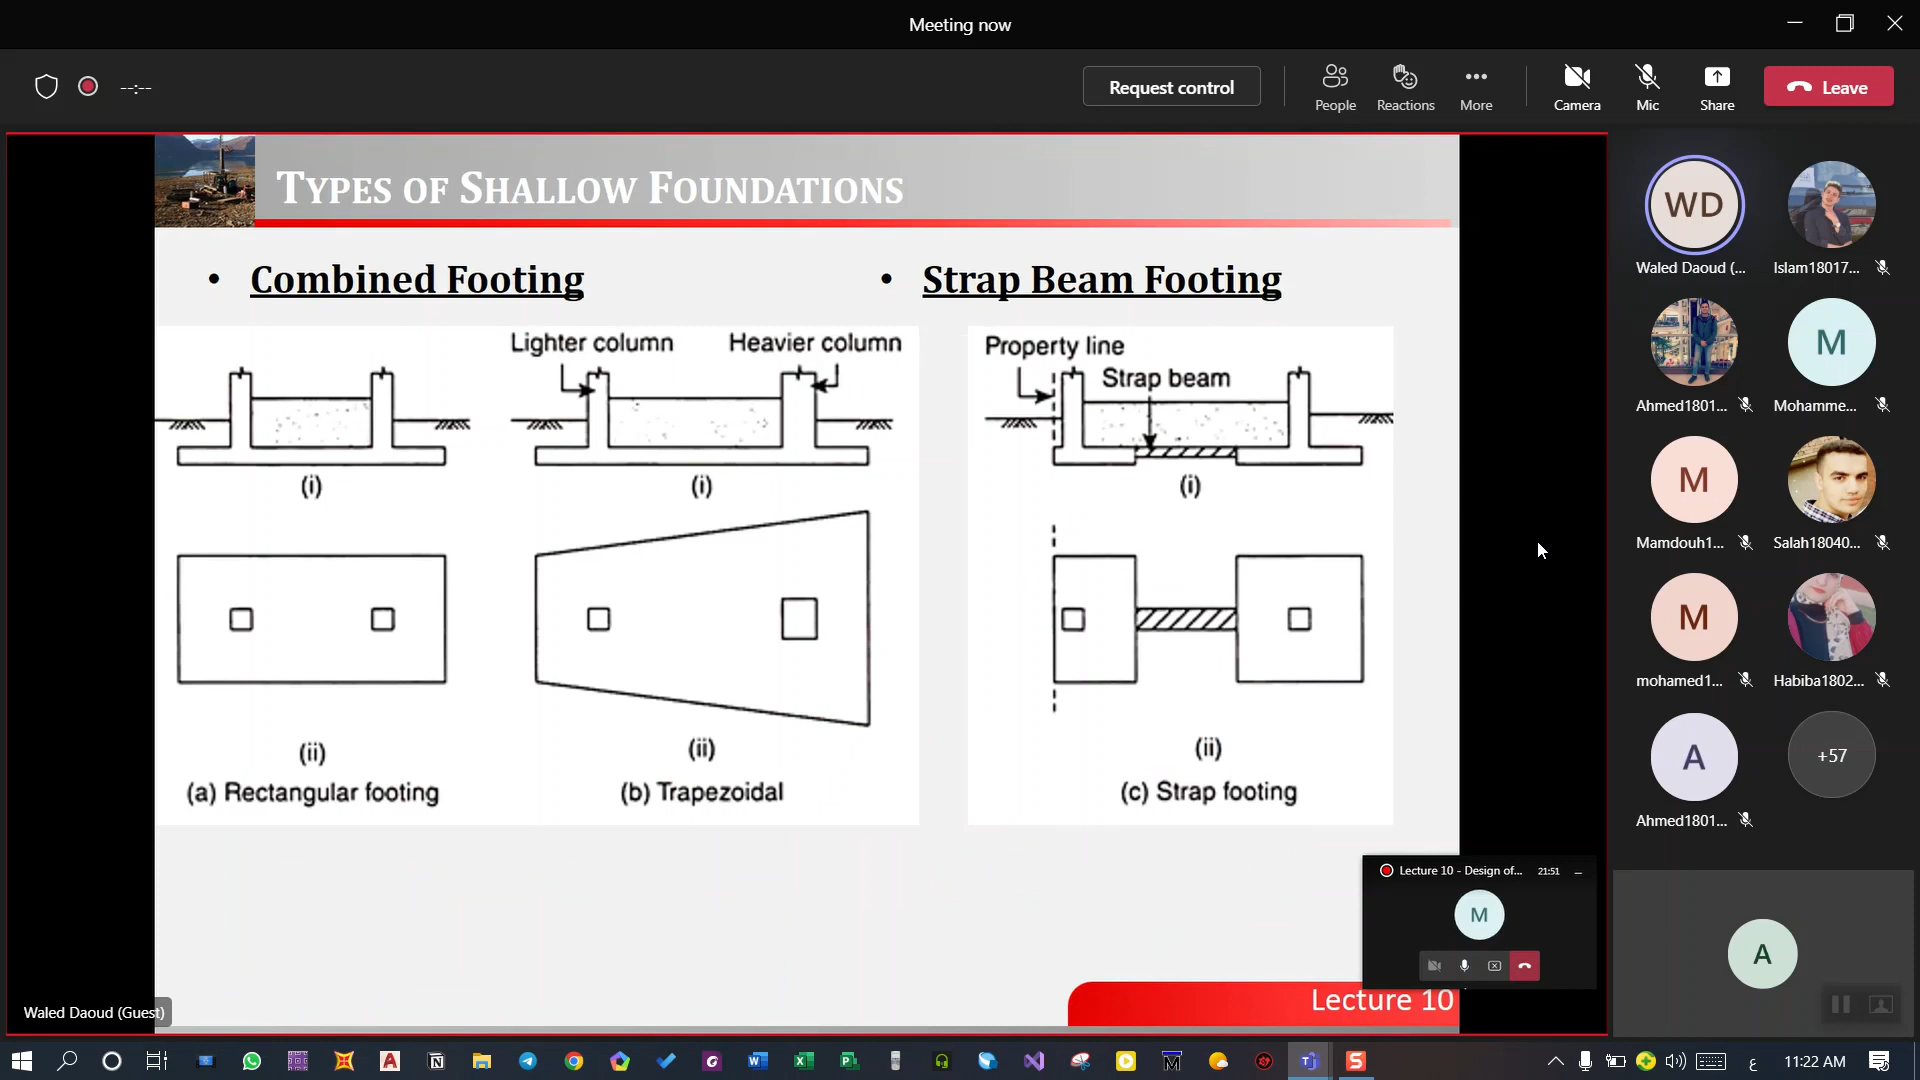 Meeting now
--:--
Request control
People
Reactions
More
Camera
Mic
Share
Leave
TYPES OF SHALLOW FOUNDATIONS
• Combined Footing
• Strap Beam Footing
Lighter column
Heavier column
(i)
(i)
(ii)
(ii)
(a) Rectangular footing
(b) Trapezoidal
Property line
Strap beam
(i)
(ii)
(c) Strap footing
Lecture 10
Waled Daoud (Guest)
WD
Waled Daoud (...
Islam18017...
Ahmed1801...
M
Mohamme...
M
Mamdouh1...
Salah18040...
M
mohamed1...
Habiba1802...
A
Ahmed1801...
+57
Lecture 10 - Design of...
21:51
M
A
ع
11:22 AM